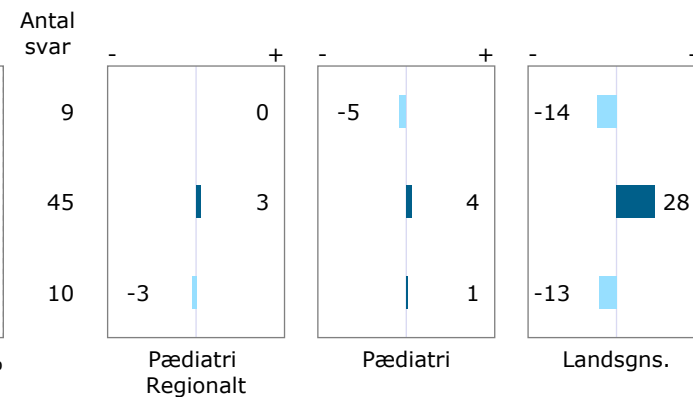 Antal
svar
- + - + - -
9 0 -5 -14
45 3 4 28
10 -3 1 -13
Pædiatri Pædiatri Landsgns.
Regionalt